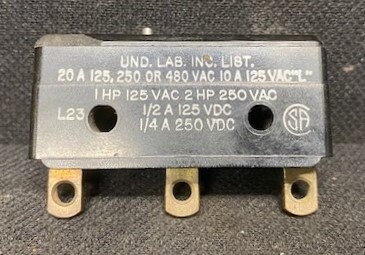 UND. LAB. INC. LIST.
20 A 125, 250 OR 480 VAC 10 A 125 VAC "L"
1 HP 125 VAC 2 HP 250 VAC
L23 1/2 A 125 VDC
1/4 A 250 VDC
SA